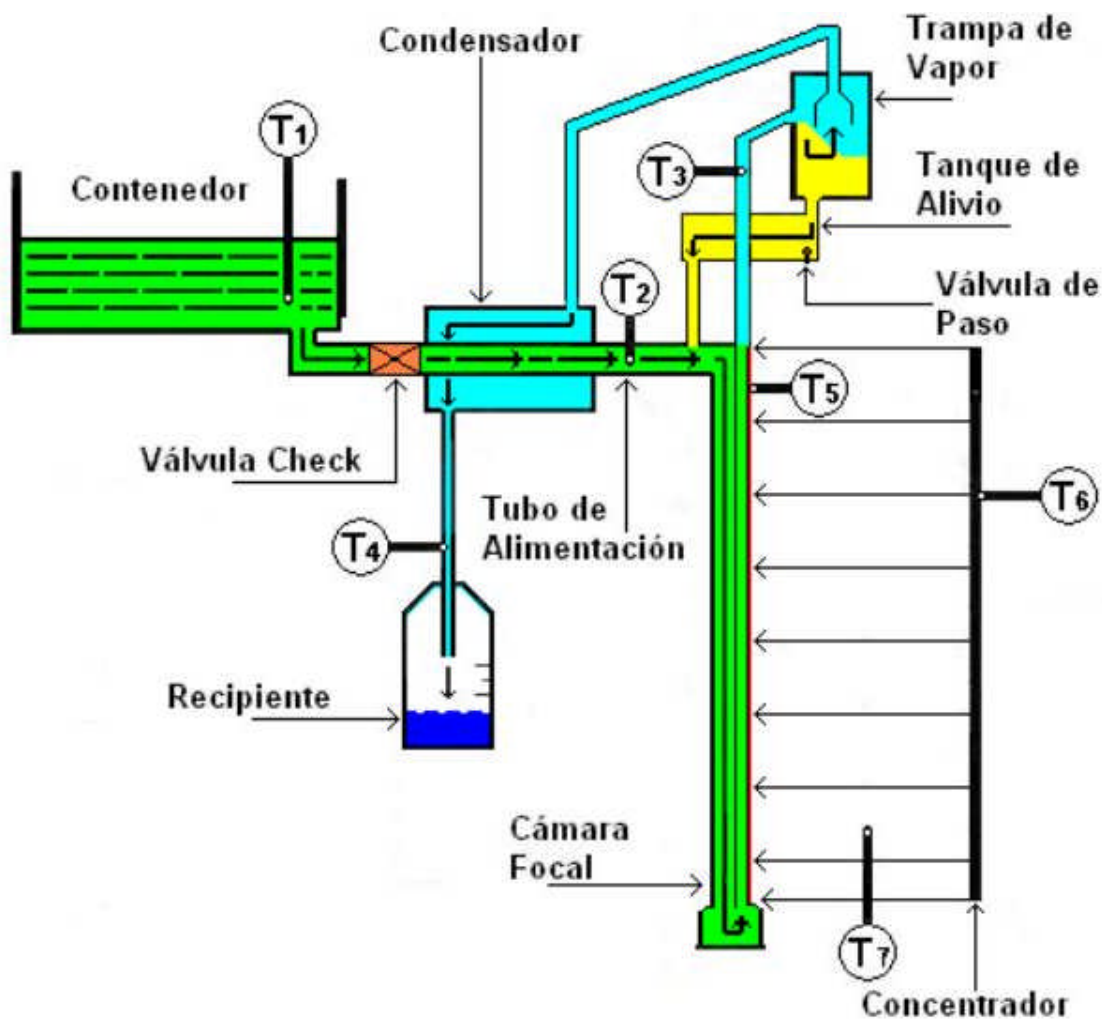 Condensador
Trampa de
Vapor
T1
Contenedor
T3
Tanque de
Alivio
T2
Válvula de
Paso
T5
Válvula Check
Tubo de
Alimentación
T6
T4
Recipiente
Cámara
Focal
T7
Concentrador